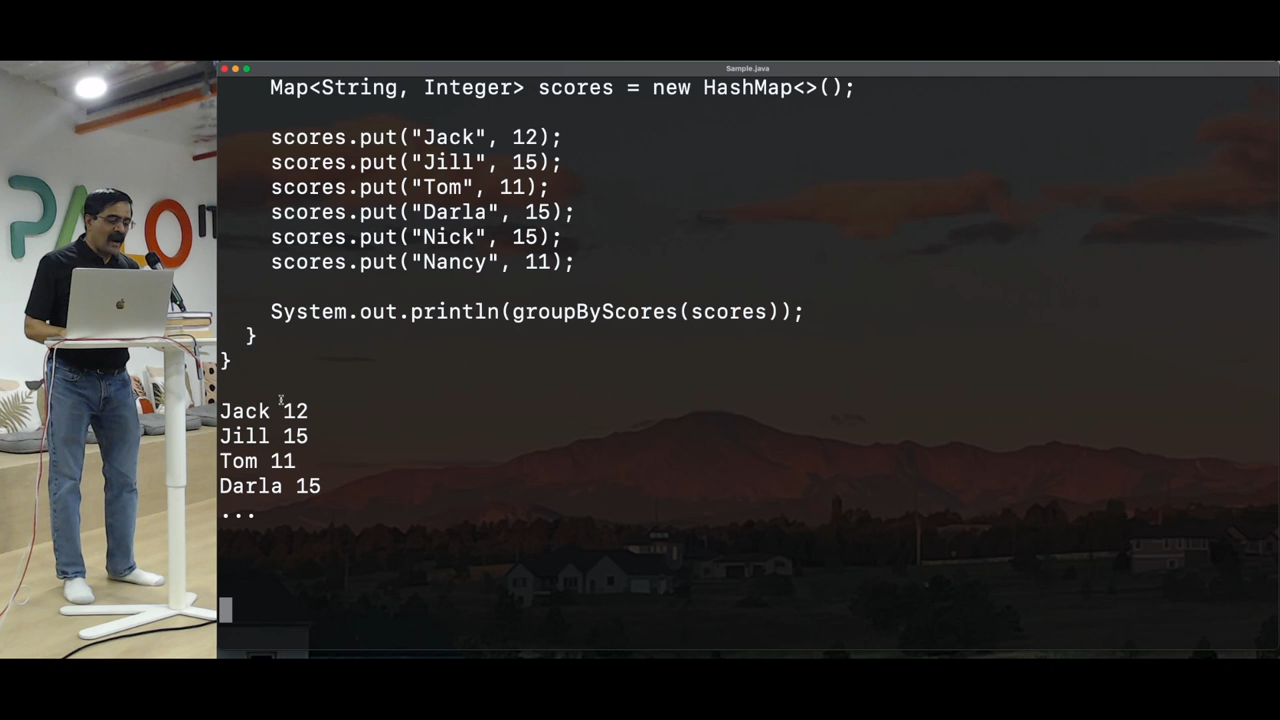 PALO IT
Sample.java
Map<String, Integer> scores = new HashMap<>();
scores.put("Jack", 12);
scores.put("Jill", 15);
scores.put("Tom", 11);
scores.put("Darla", 15);
scores.put("Nick", 15);
scores.put("Nancy", 11);
System.out.println(groupByScores(scores));
}
}
Jack 12
Jill 15
Tom 11
Darla 15
...